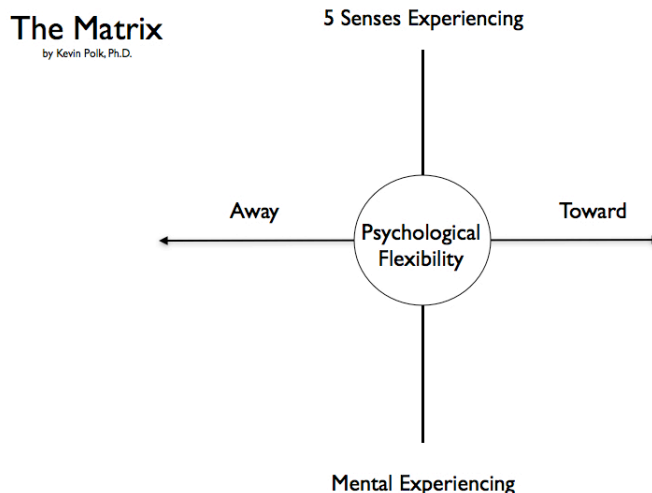 The Matrix
by Kevin Polk, Ph.D.
5 Senses Experiencing
Away
Toward
Psychological
Flexibility
Mental Experiencing